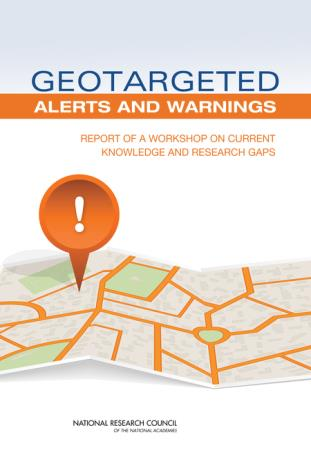 GEOTARGETED
ALERTS AND WARNINGS
REPORT OF A WORKSHOP ON CURRENT
KNOWLEDGE AND RESEARCH GAPS
!
NATIONAL RESEARCH COUNCIL
OF THE NATIONAL ACADEMIES